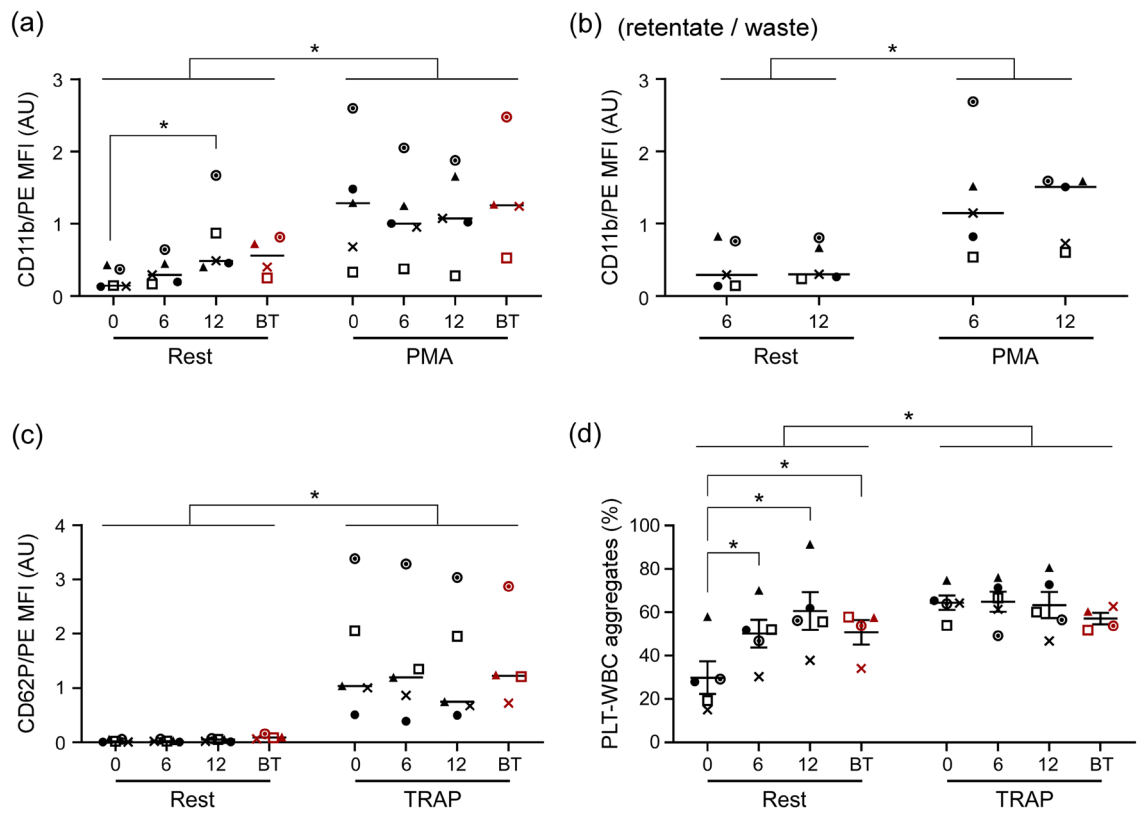 (a)
*
3
2
1
0
CD11b/PE MFI (AU)
*
0 6 12 BT 0 6 12 BT
Rest PMA
(b) (retentate / waste)
*
3
2
1
0
CD11b/PE MFI (AU)
6 12 6 12
Rest PMA
(c)
*
4
3
2
1
0
CD62P/PE MFI (AU)
0 6 12 BT 0 6 12 BT
Rest TRAP
(d)
*
*
*
*
100
80
60
40
20
0
PLT-WBC aggregates (%)
0 6 12 BT 0 6 12 BT
Rest TRAP